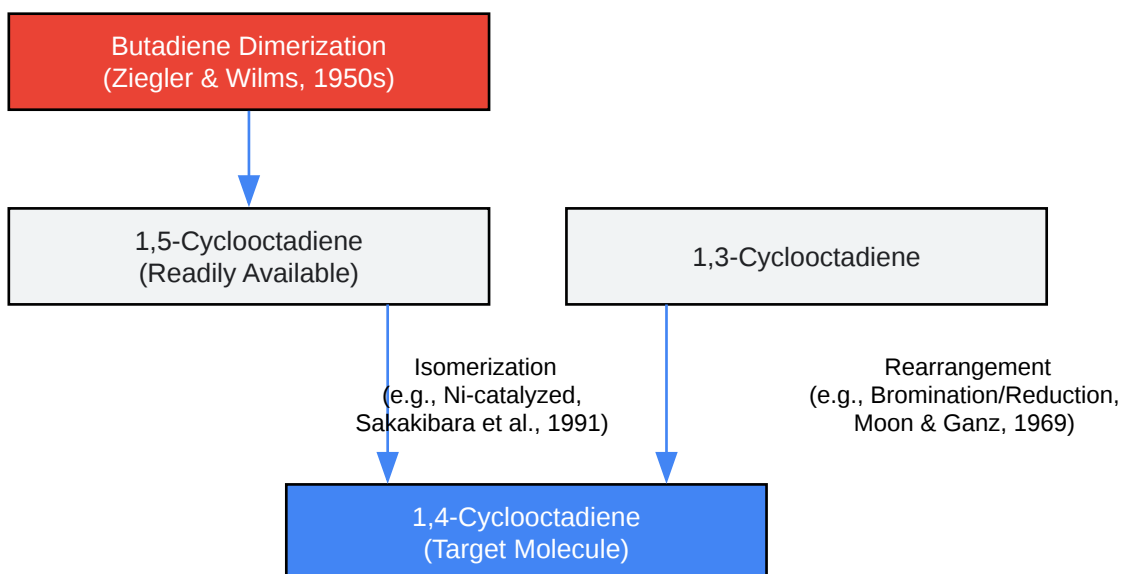 Butadiene Dimerization
(Ziegler & Wilms, 1950s)
1,5-Cyclooctadiene
(Readily Available)
1,3-Cyclooctadiene
Isomerization
(e.g., Ni-catalyzed,
Sakakibara et al., 1991)
Rearrangement
(e.g., Bromination/Reduction,
Moon & Ganz, 1969)
1,4-Cyclooctadiene
(Target Molecule)